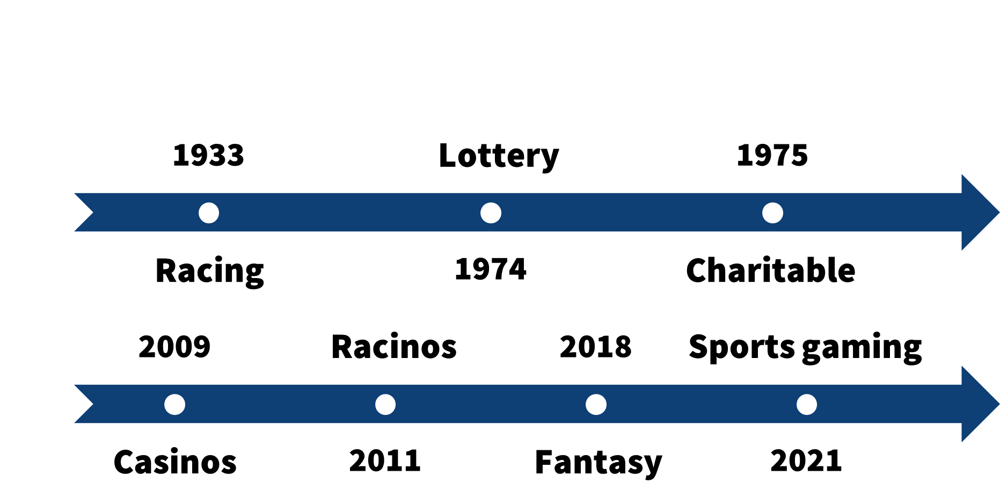 1933 Lottery 1975
Racing 1974 Charitable
2009 Racinos 2018 Sports gaming
Casinos 2011 Fantasy 2021